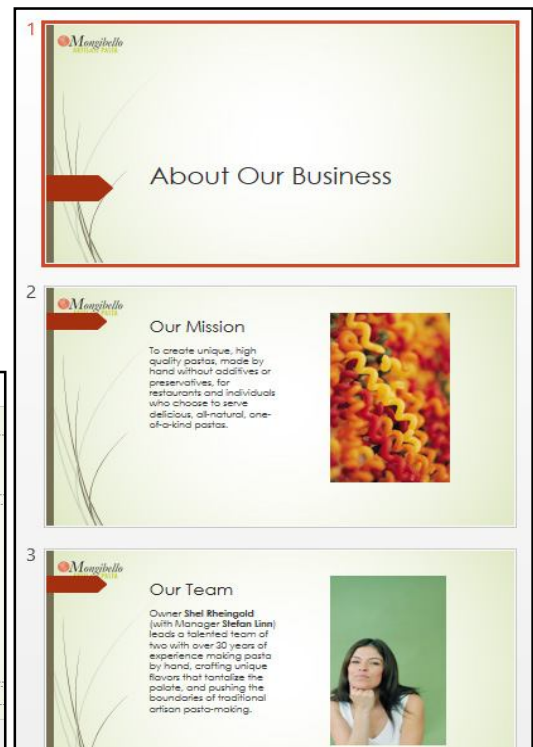 1
Mongibello
ARTISAN PASTA
About Our Business
2
Mongibello
Our Mission
To create unique, high
quality pastas, made by
hand without additives or
preservatives, for
restaurants and individuals
who choose to serve
delicious, all-natural, one-
of-a-kind pastas.
3
Mongibello
Our Team
Owner Shel Rheingold
(with Manager Stefan Linn)
leads a talented team of
two with over 30 years of
experience making pasta
by hand, crafting unique
flavors that tantalize the
palate, and pushing the
boundaries of traditional
artisan pasta-making.